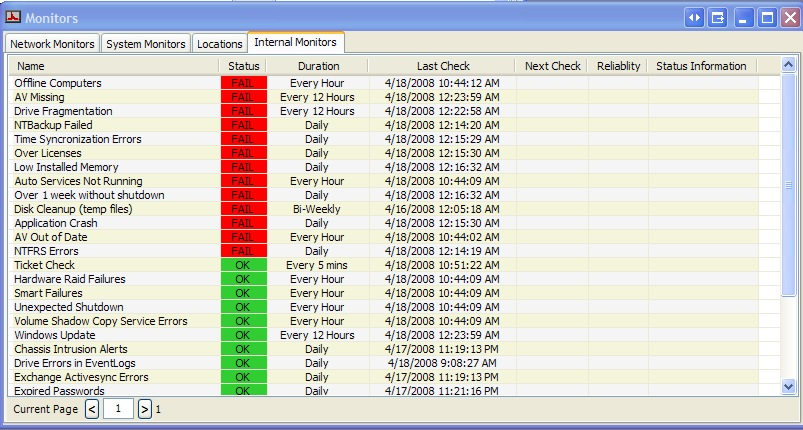 Monitors
Network Monitors System Monitors Locations Internal Monitors
Name Status Duration Last Check Next Check Reliablity Status Information
Offline Computers FAIL Every Hour 4/18/2008 10:44:12 AM
AV Missing FAIL Every 12 Hours 4/18/2008 12:23:59 AM
Drive Fragmentation FAIL Every 12 Hours 4/18/2008 12:22:58 AM
NTBackup Failed FAIL Daily 4/18/2008 12:14:20 AM
Time Syncronization Errors FAIL Daily 4/18/2008 12:15:29 AM
Over Licenses FAIL Daily 4/18/2008 12:15:30 AM
Low Installed Memory FAIL Daily 4/18/2008 12:16:32 AM
Auto Services Not Running FAIL Every Hour 4/18/2008 10:44:09 AM
Over 1 week without shutdown FAIL Daily 4/18/2008 12:16:32 AM
Disk Cleanup (temp files) FAIL Bi-Weekly 4/16/2008 12:05:18 AM
Application Crash FAIL Daily 4/18/2008 12:15:30 AM
AV Out of Date FAIL Every Hour 4/18/2008 10:44:02 AM
NTFRS Errors FAIL Daily 4/18/2008 12:14:19 AM
Ticket Check OK Every 5 mins 4/18/2008 10:51:22 AM
Hardware Raid Failures OK Every Hour 4/18/2008 10:44:09 AM
Smart Failures OK Every Hour 4/18/2008 10:44:09 AM
Unexpected Shutdown OK Every Hour 4/18/2008 10:44:09 AM
Volume Shadow Copy Service Errors OK Every Hour 4/18/2008 10:44:09 AM
Windows Update OK Every 12 Hours 4/18/2008 12:23:59 AM
Chassis Intrusion Alerts OK Daily 4/17/2008 11:19:13 PM
Drive Errors in EventLogs OK Daily 4/18/2008 9:08:27 AM
Exchange Activesync Errors OK Daily 4/17/2008 11:19:13 PM
Expired Passwords OK Daily 4/17/2008 11:21:16 PM
Current Page < 1 > 1